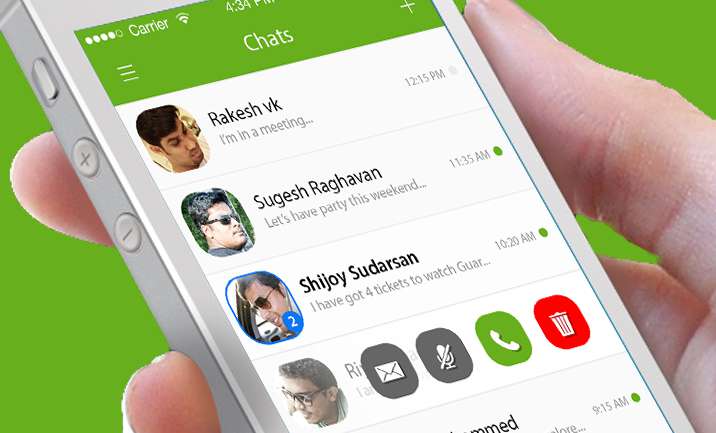 Carrier 4:34 PM
Chats
Rakesh vk
I'm in a meeting...
12:15 PM
Sugesh Raghavan
Let's have party this weekend...
11:35 AM
Shijoy Sudarsan
I have got 4 tickets to watch Guar...
10:20 AM
2
9:15 AM